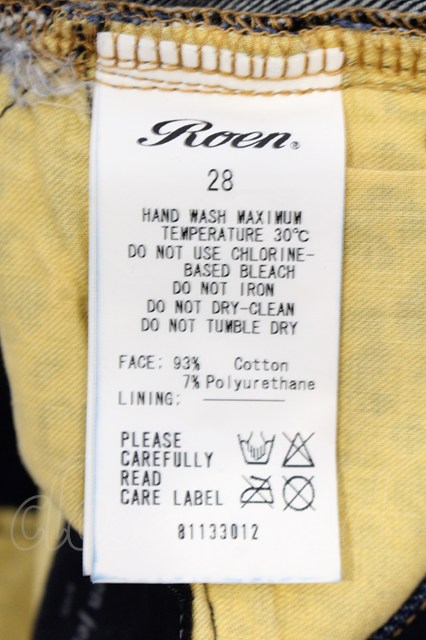 Roen®
28
HAND WASH MAXIMUM
TEMPERATURE 30℃
DO NOT USE CHLORINE-
BASED BLEACH
DO NOT IRON
DO NOT DRY-CLEAN
DO NOT TUMBLE DRY
FACE: 93% Cotton
7% Polyurethane
LINING:
PLEASE
CAREFULLY
READ
CARE LABEL
81133012